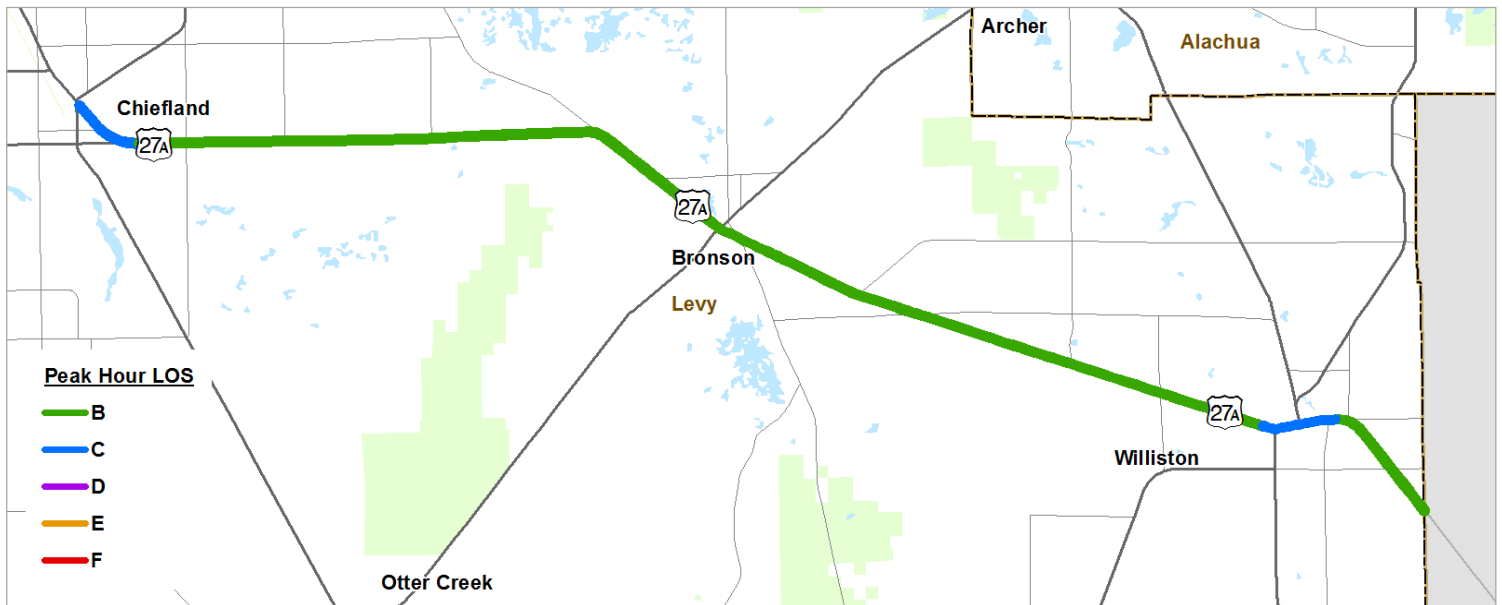 Archer
Alachua
Chiefland
27A
27A
Bronson
Levy
Peak Hour LOS
B
C
D
E
F
27A
Williston
Otter Creek